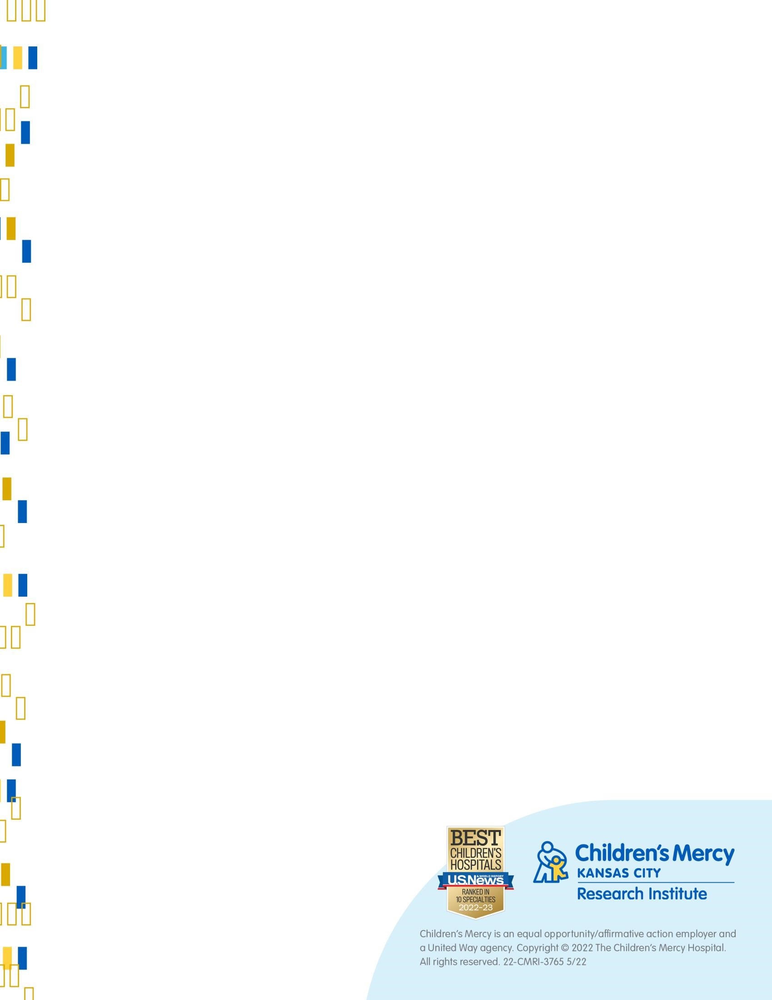 BEST
CHILDREN'S
HOSPITALS
U.S.News
& WORLD REPORT
RANKED IN
10 SPECIALTIES
2022-23
Children's Mercy
KANSAS CITY
Research Institute
Children's Mercy is an equal opportunity/affirmative action employer and
a United Way agency. Copyright © 2022 The Children's Mercy Hospital.
All rights reserved. 22-CMRI-3765 5/22